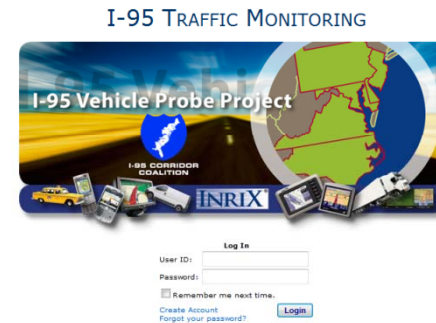 I-95 TRAFFIC MONITORING
I-95 Vehicle Probe Project
I-95 CORRIDOR
COALITION
INRIX
Log In
User ID:
Password:
Remember me next time.
Create Account
Login
Forgot your password?